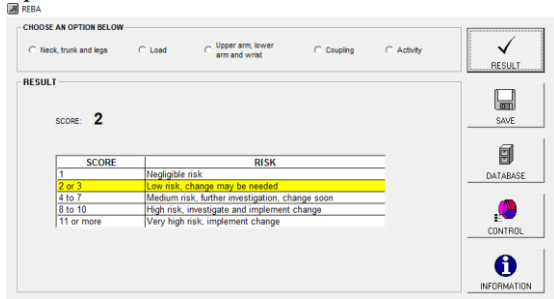 REBA
CHOOSE AN OPTION BELOW
Neck, trunk and legs
Load
Upper arm, lower
arm and wrist
Coupling
Activity
RESULT
RESULT
SCORE: 2
SAVE
SCORE RISK
1 Negligible risk
2 or 3 Low risk, change may be needed
4 to 7 Medium risk, further investigation, change soon
8 to 10 High risk, investigate and implement change
11 or more Very high risk, implement change
DATABASE
CONTROL
INFORMATION